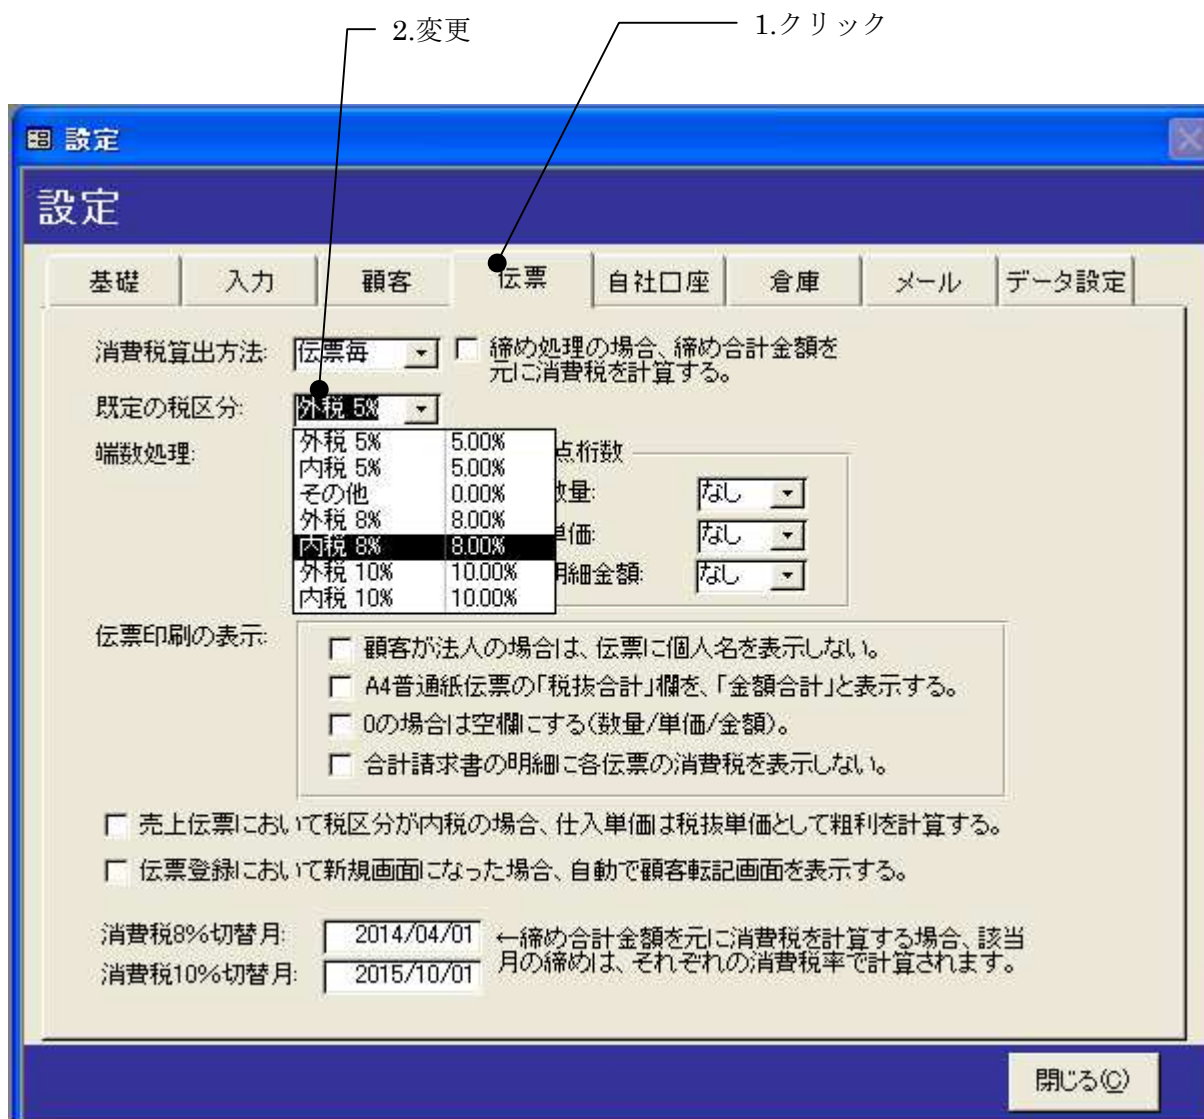 2.変更
1.クリック
設定
設定
基礎 入力 顧客 伝票 自社口座 倉庫 メール データ設定
消費税算出方法: 伝票毎 締め処理の場合、締め合計金額を
元に消費税を計算する。
既定の税区分: 外税 5%
外税 5% 5.00%
端数処理: 点桁数
内税 5% 5.00%
その他 0.00% 数量: なし
外税 8% 8.00%
内税 8% 8.00% 単価: なし
外税 10% 10.00% 明細金額: なし
内税 10% 10.00%
伝票印刷の表示:
顧客が法人の場合は、伝票に個人名を表示しない。
A4普通紙伝票の「税抜合計」欄を、「金額合計」と表示する。
0の場合は空欄にする(数量/単価/金額)。
合計請求書の明細に各伝票の消費税を表示しない。
売上伝票において税区分が内税の場合、仕入単価は税抜単価として粗利を計算する。
伝票登録において新規画面になった場合、自動で顧客転記画面を表示する。
消費税8%切替月: 2014/04/01 ←締め合計金額を元に消費税を計算する場合、該当
消費税10%切替月: 2015/10/01 月の締めは、それぞれの消費税率で計算されます。
閉じる(C)